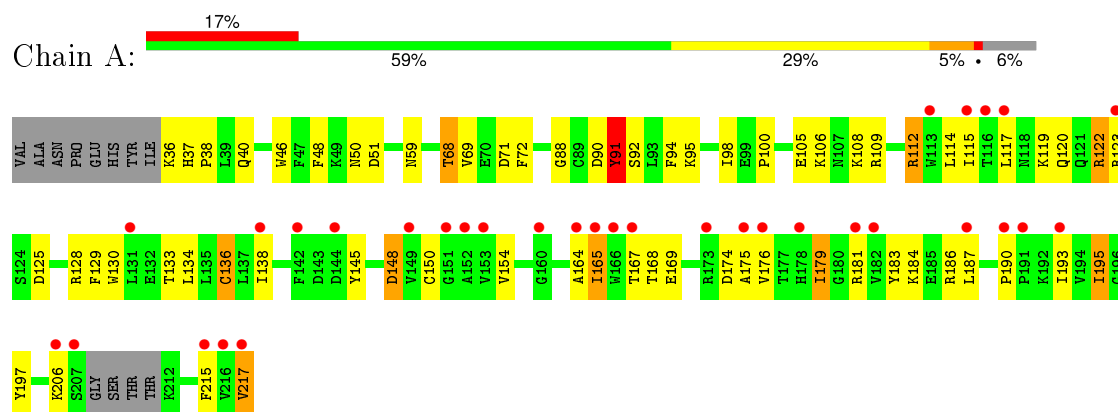 17%
Chain A:
59% 29% 5% • 6%
VAL ALA ASN PRO GLU HIS TYR ILE K36 H37 P38 L39 Q40 W46 F47 F48 K49 N50 D51 N59 T68 V69 E70 D71 F72 G88 C89 D90 Y91 S92 L93 F94 K95 I98 E99 P100 E105 K106 N107 K108 R109 R112 W113 L114 I115 T116 L117 N118 K119 Q120 Q121 R122 R123
S124 D125 R128 F129 W130 L131 E132 T133 L134 L135 C136 L137 I138 F142 D143 D144 Y145 D148 V149 C150 G151 A152 V153 V154 G160 A164 I165 W166 T167 T168 E169 R173 D174 A175 V176 T177 H178 I179 G180 R181 V182 Y183 K184 E185 R186 L187 P190 P191 K192 I193 V194 I195
Y197 K206 S207 GLY SER THR THR K212 F215 V216 V217